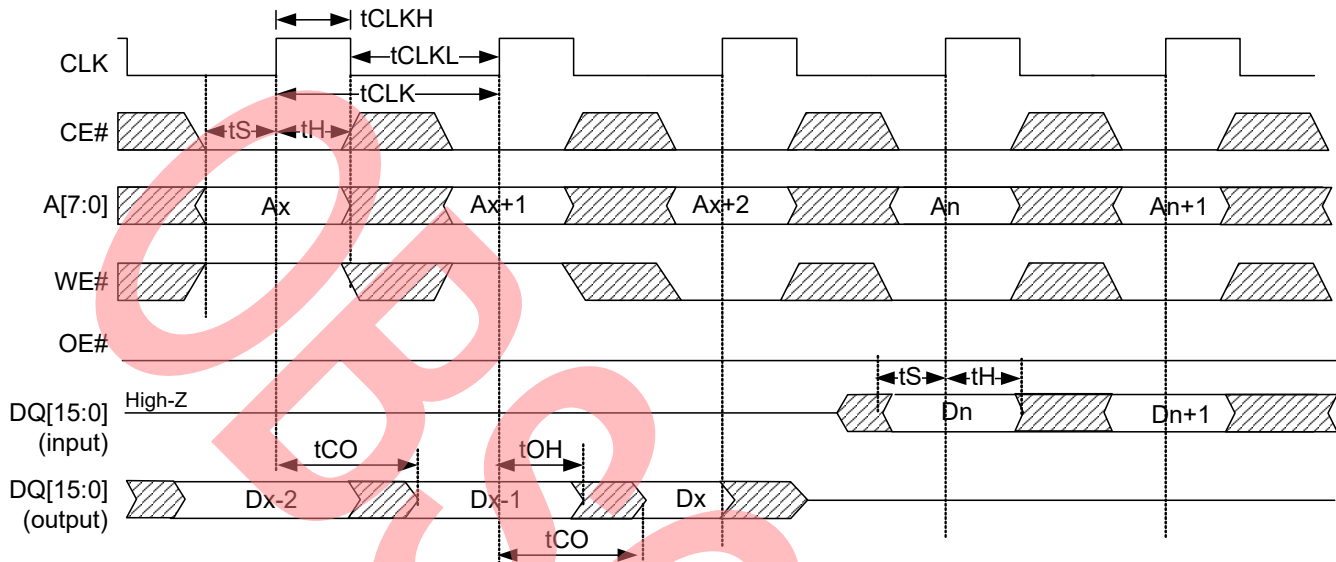 tCLKH
CLK
tCLKL
tCLK
CE#
tS
tH
A[7:0]
Ax
Ax+1
Ax+2
An
An+1
WE#
OE#
tS
tH
DQ[15:0]
(input)
High-Z
Dn
Dn+1
tCO
tOH
DQ[15:0]
(output)
Dx-2
Dx-1
Dx
tCO